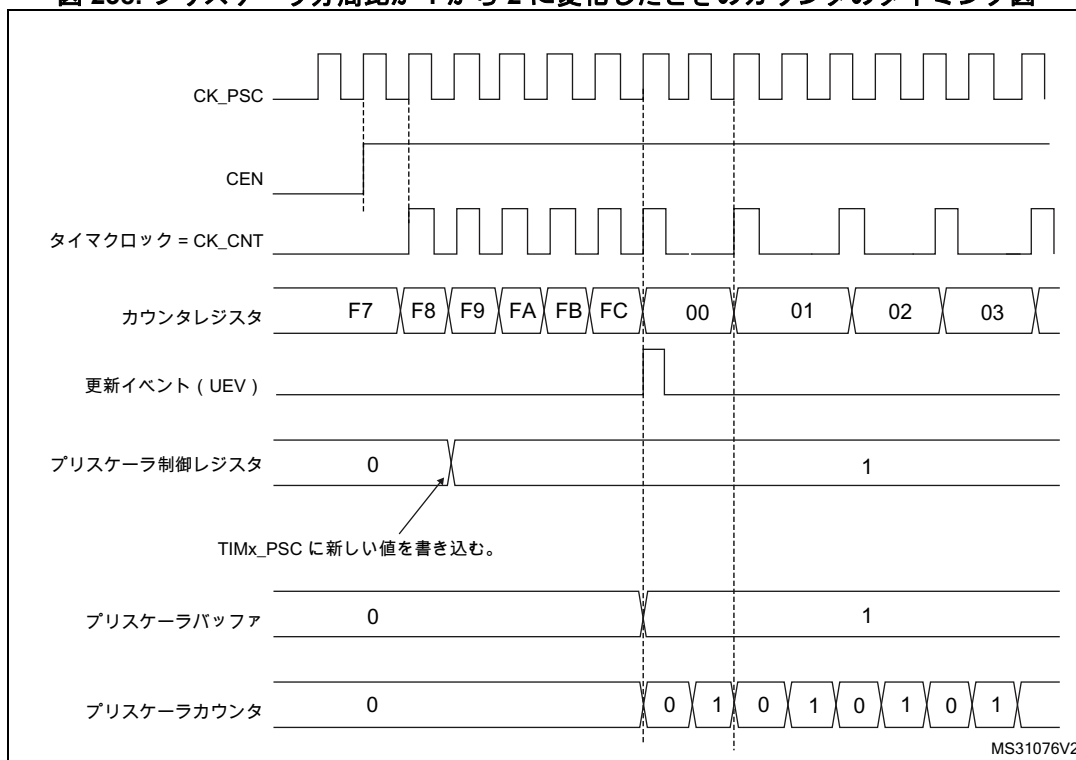 CK_PSC
CEN
タイマクロック = CK_CNT
カウンタレジスタ F7 F8 F9 FA FB FC 00 01 02 03
更新イベント ( UEV )
プリスケーラ制御レジスタ 0 1
TIMx_PSC に新しい値を書き込む。
プリスケーラバッファ 0 1
プリスケーラカウンタ 0 0 1 0 1 0 1 0 1
MS31076V2